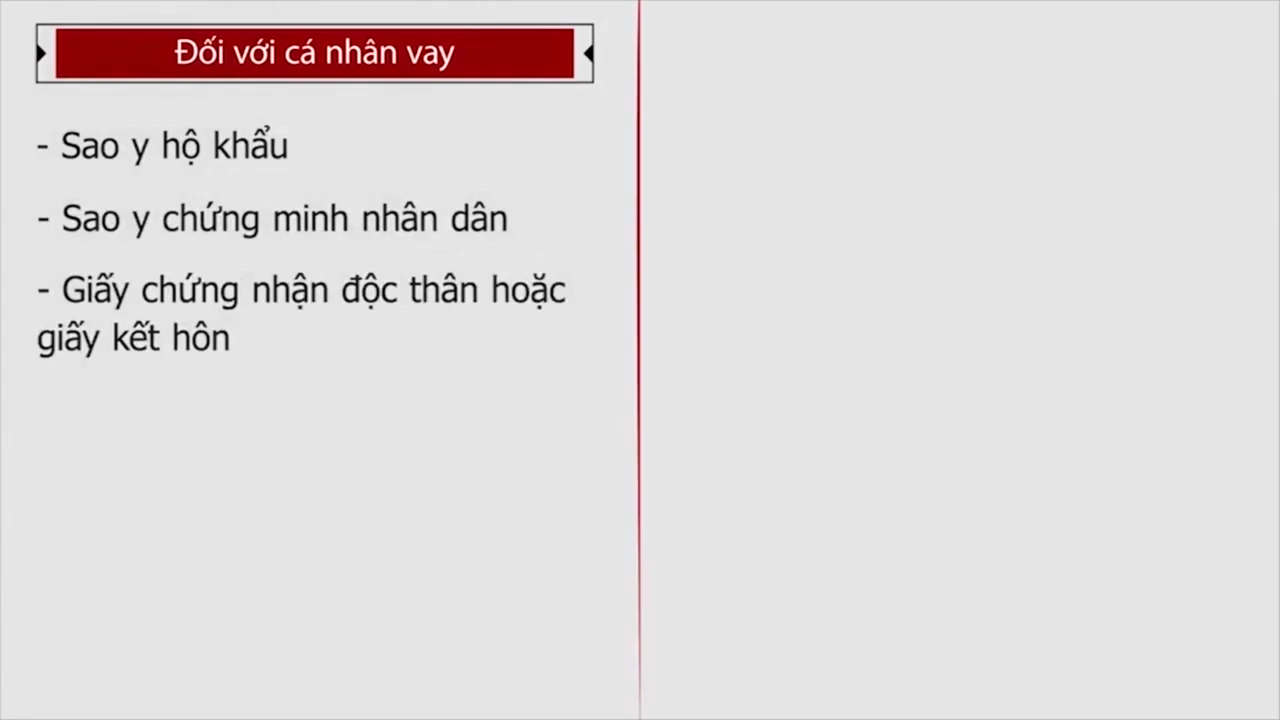 Đối với cá nhân vay
- Sao y hộ khẩu
- Sao y chứng minh nhân dân
- Giấy chứng nhận độc thân hoặc
giấy kết hôn